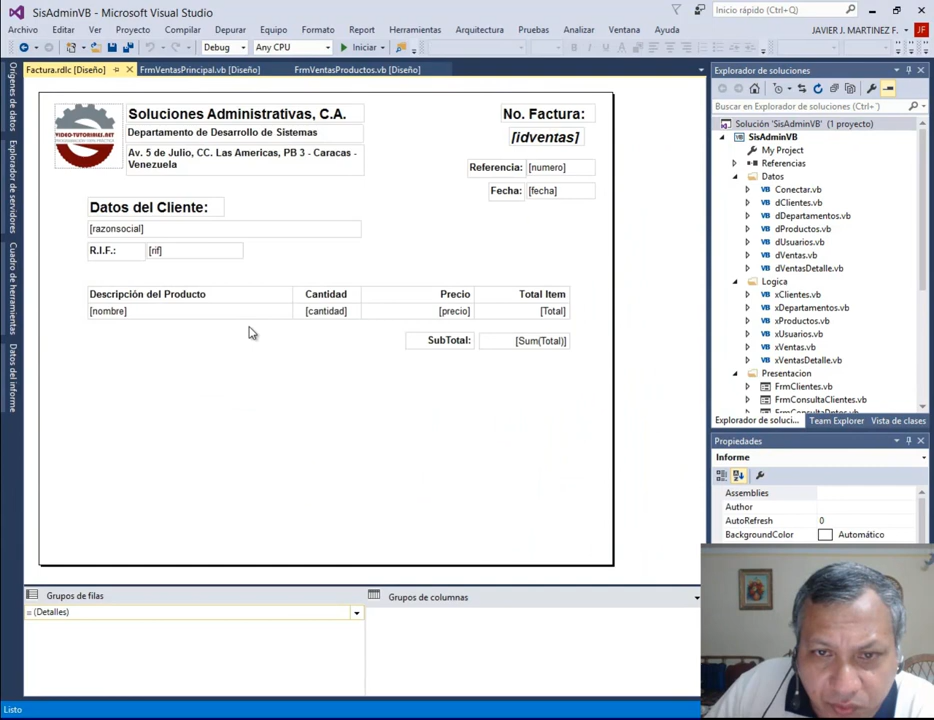 SisAdminVB - Microsoft Visual Studio
Inicio rápido (Ctrl+Q)
Archivo Editar Ver Proyecto Compilar Depurar Equipo Formato Report Herramientas Arquitectura Pruebas Analizar Ventana Ayuda
JAVIER J. MARTINEZ F. JF
Debug Any CPU Iniciar
Factura.rdlc [Diseño] FrmVentasPrincipal.vb [Diseño] FrmVentasProductos.vb [Diseño]
Orígenes de datos
Explorador de servidores
Cuadro de herramientas
Datos del informe
VIDEO-TUTORIALES.NET
Soluciones Administrativas, C.A.
Departamento de Desarrollo de Sistemas
Av. 5 de Julio, CC. Las Americas, PB 3 - Caracas -
Venezuela
No. Factura:
[idventas]
Referencia: [numero]
Fecha: [fecha]
Datos del Cliente:
[razonsocial]
R.I.F.: [rif]
Descripción del Producto Cantidad Precio Total Item
[nombre] [cantidad] [precio] [Total]
SubTotal: [Sum(Total)]
Grupos de filas
(Detalles)
Grupos de columnas
Listo
Explorador de soluciones
Buscar en Explorador de soluciones (Ctrl+
Solución 'SisAdminVB' (1 proyecto)
SisAdminVB
My Project
Referencias
Datos
Conectar.vb
dClientes.vb
dDepartamentos.vb
dProductos.vb
dUsuarios.vb
dVentas.vb
dVentasDetalle.vb
Logica
xClientes.vb
xDepartamentos.vb
xProductos.vb
xUsuarios.vb
xVentas.vb
xVentasDetalle.vb
Presentacion
FrmClientes.vb
FrmConsultaClientes.vb
FrmConsultaDptos.vb
Explorador de soluci... Team Explorer Vista de clases
Propiedades
Informe
Assemblies
Author
AutoRefresh 0
BackgroundColor Automático